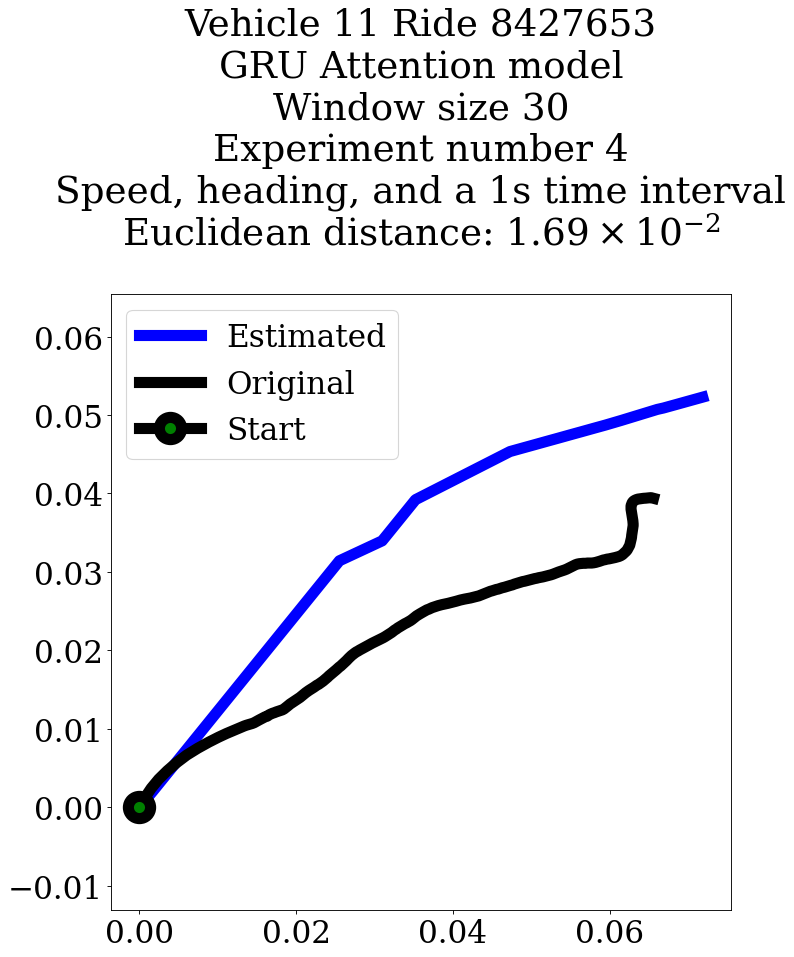 Vehicle 11 Ride 8427653
GRU Attention model
Window size 30
Experiment number 4
Speed, heading, and a 1s time interval
Euclidean distance: 1.69 × 10⁻²
Estimated
Original
Start
0.06
0.05
0.04
0.03
0.02
0.01
0.00
−0.01
0.00 0.02 0.04 0.06